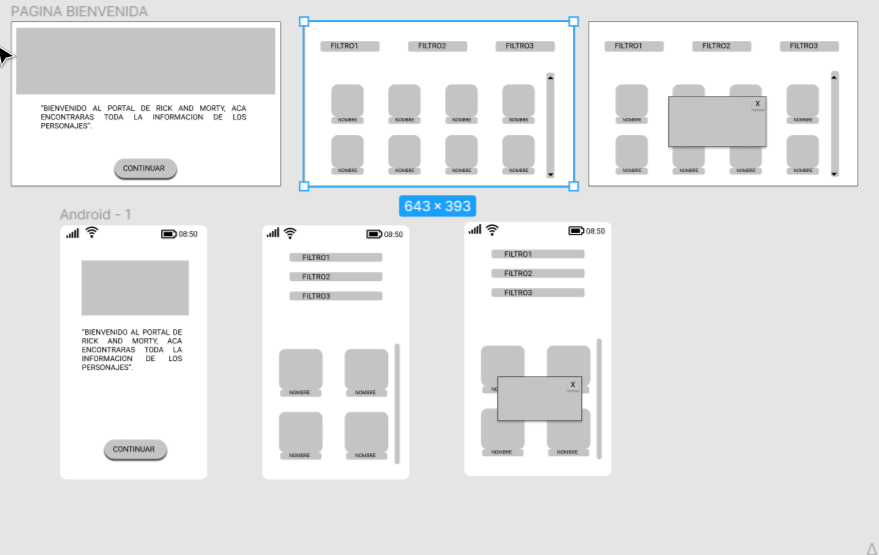 PAGINA BIENVENIDA
"BIENVENIDO AL PORTAL DE RICK AND MORTY, ACA
ENCONTRARAS TODA LA INFORMACION DE LOS
PERSONAJES".
CONTINUAR
FILTRO1 FILTRO2 FILTRO3
NOMBRE NOMBRE NOMBRE NOMBRE
NOMBRE NOMBRE NOMBRE NOMBRE
FILTRO1 FILTRO2 FILTRO3
X
NOMBRE NOMBRE
NOMBRE NOMBRE NOMBRE NOMBRE
643 × 393
Android - 1
08:50
"BIENVENIDO AL PORTAL DE
RICK AND MORTY, ACA
ENCONTRARAS TODA LA
INFORMACION DE LOS
PERSONAJES".
CONTINUAR
08:50
FILTRO1
FILTRO2
FILTRO3
NOMBRE NOMBRE
NOMBRE NOMBRE
08:50
FILTRO1
FILTRO2
FILTRO3
X
NO
NOMBRE NOMBRE